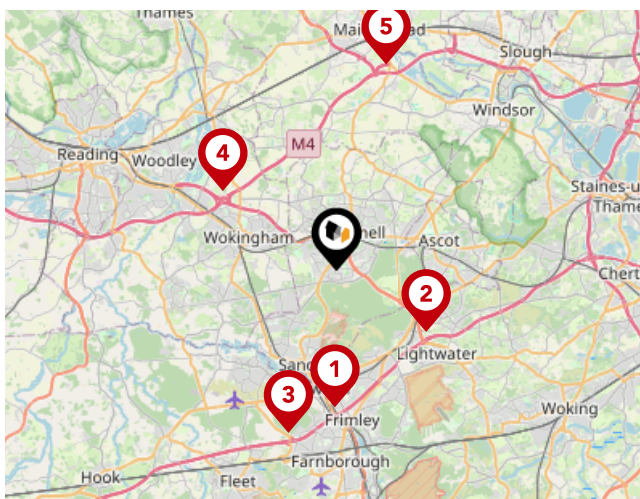 Thames
5
Slough
Windsor
M4
4
Reading
Woodley
Staines-u
Thame
Wokingham
nell
Ascot
Chert
2
Lightwater
1
3
Frimley
Woking
Farnborough
Hook
Fleet